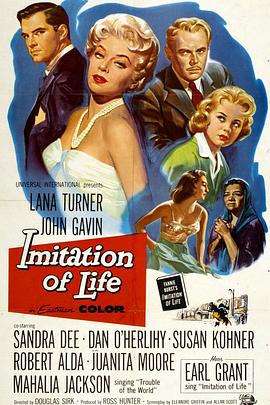 UNIVERSAL INTERNATIONAL presents
LANA TURNER
JOHN GAVIN
Imitation
of Life
in Eastman COLOR
FANNIE
HURST'S
IMITATION
OF LIFE
co-starring
SANDRA DEE · DAN O'HERLIHY · SUSAN KOHNER
ROBERT ALDA · JUANITA MOORE
MAHALIA JACKSON singing "Trouble
of the World"
Hear
EARL GRANT
sing "Imitation of Life"
Directed by DOUGLAS SIRK · Produced by ROSS HUNTER · Screenplay by ELEANORE GRIFFIN and ALLAN SCOTT